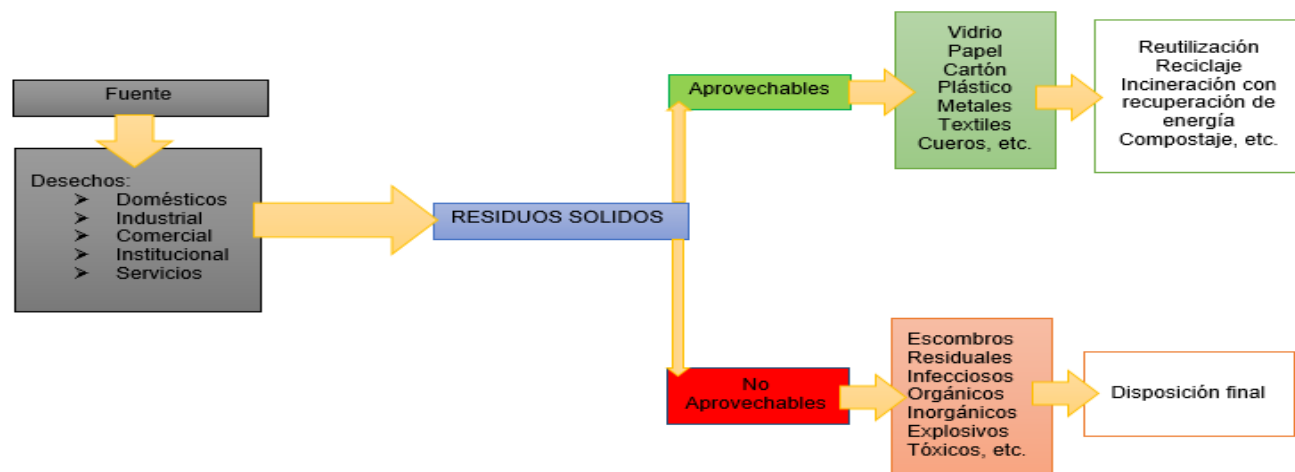 Fuente
Desechos:
➤ Domésticos
➤ Industrial
➤ Comercial
➤ Institucional
➤ Servicios
RESIDUOS SOLIDOS
Aprovechables
Vidrio
Papel
Cartón
Plástico
Metales
Textiles
Cueros, etc.
Reutilización
Reciclaje
Incineración con
recuperación de
energía
Compostaje, etc.
No
Aprovechables
Escombros
Residuales
Infecciosos
Orgánicos
Inorgánicos
Explosivos
Tóxicos, etc.
Disposición final